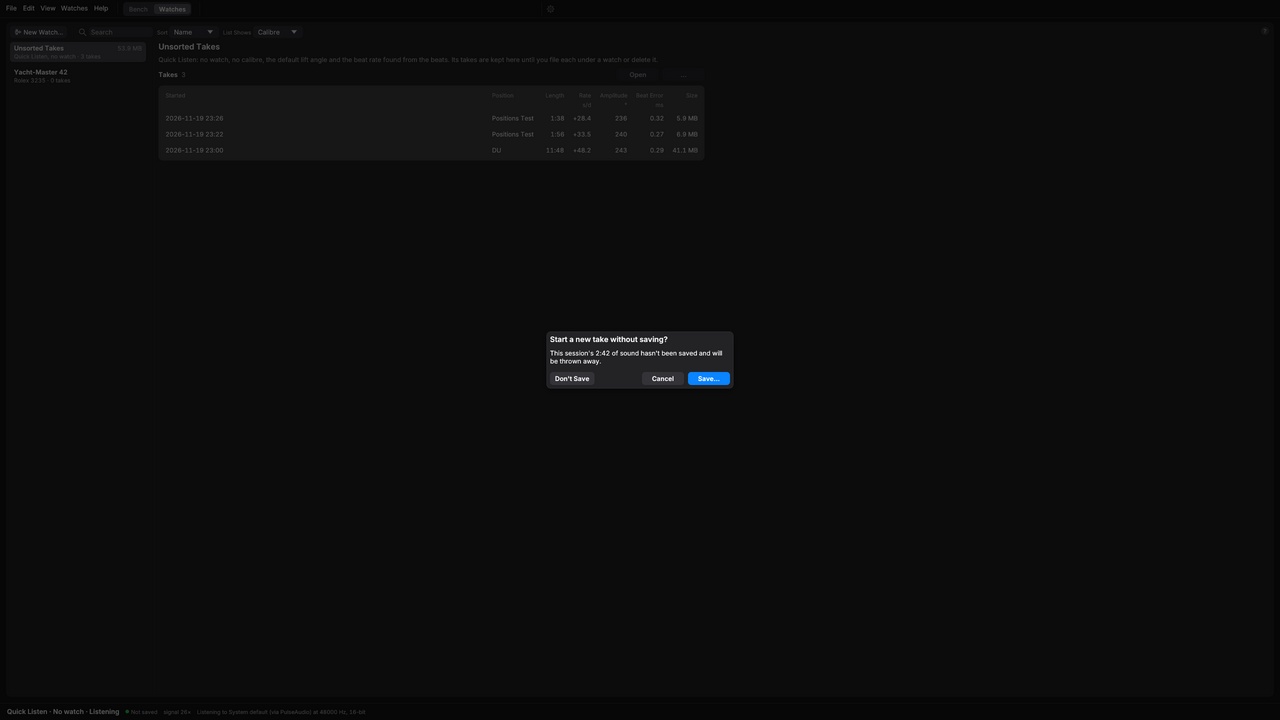 File Edit View Watches Help Bench Watches
New Watch... Search Sort Name List Shows Calibre
Unsorted Takes 53.9 MB
Quick Listen, no watch · 3 takes
Yacht-Master 42
Rolex 3235 · 0 takes
Unsorted Takes
Quick Listen: no watch, no calibre, the default lift angle and the beat rate found from the beats. Its takes are kept here until you file each under a watch or delete it.
Takes 3 Open ...
Started Position Length Rate Amplitude Beat Error Size
s/d ° ms
2026-11-19 23:26 Positions Test 1:38 +28.4 236 0.32 5.9 MB
2026-11-19 23:22 Positions Test 1:56 +33.5 240 0.27 6.9 MB
2026-11-19 23:00 DU 11:48 +48.2 243 0.29 41.1 MB
Start a new take without saving?
This session's 2:42 of sound hasn't been saved and will
be thrown away.
Don't Save Cancel Save...
Quick Listen · No watch · Listening Not saved signal 26× Listening to System default (via PulseAudio) at 48000 Hz, 16-bit